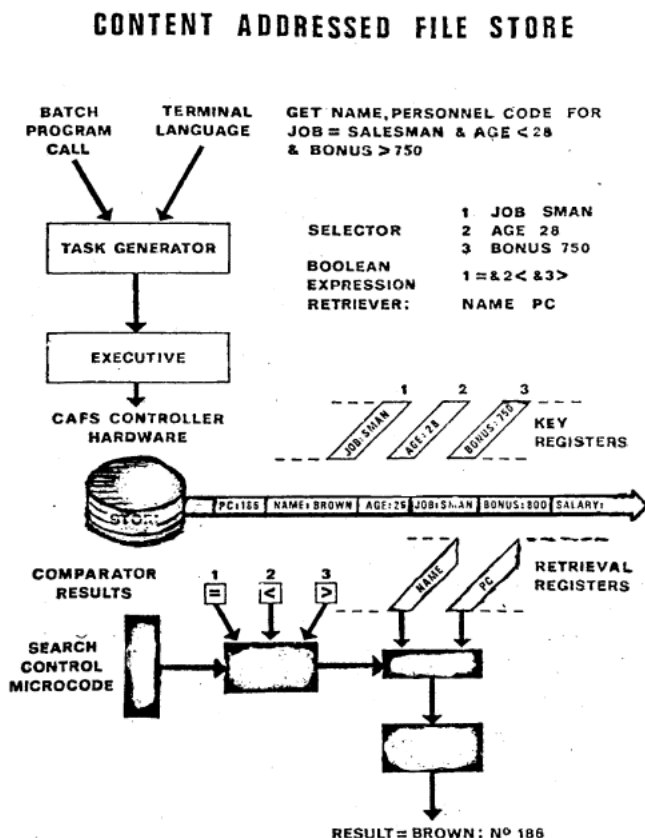 CONTENT ADDRESSED FILE STORE
BATCH
PROGRAM
CALL
TERMINAL
LANGUAGE
GET NAME, PERSONNEL CODE FOR
JOB = SALESMAN & AGE < 28
& BONUS > 750
TASK GENERATOR
SELECTOR
1 JOB SMAN
2 AGE 28
3 BONUS 750
BOOLEAN
EXPRESSION
1=&2< &3>
RETRIEVER: NAME PC
EXECUTIVE
CAFS CONTROLLER
HARDWARE
1 2 3
JOB: SMAN
AGE: 28
BONUS: 750
KEY
REGISTERS
STORE
PC:186 NAME: BROWN AGE: 26 JOB: SMAN BONUS: 800 SALARY:
COMPARATOR
RESULTS
1 2 3
= < >
NAME
PC
RETRIEVAL
REGISTERS
SEARCH
CONTROL
MICROCODE
RESULT = BROWN: Nº 186